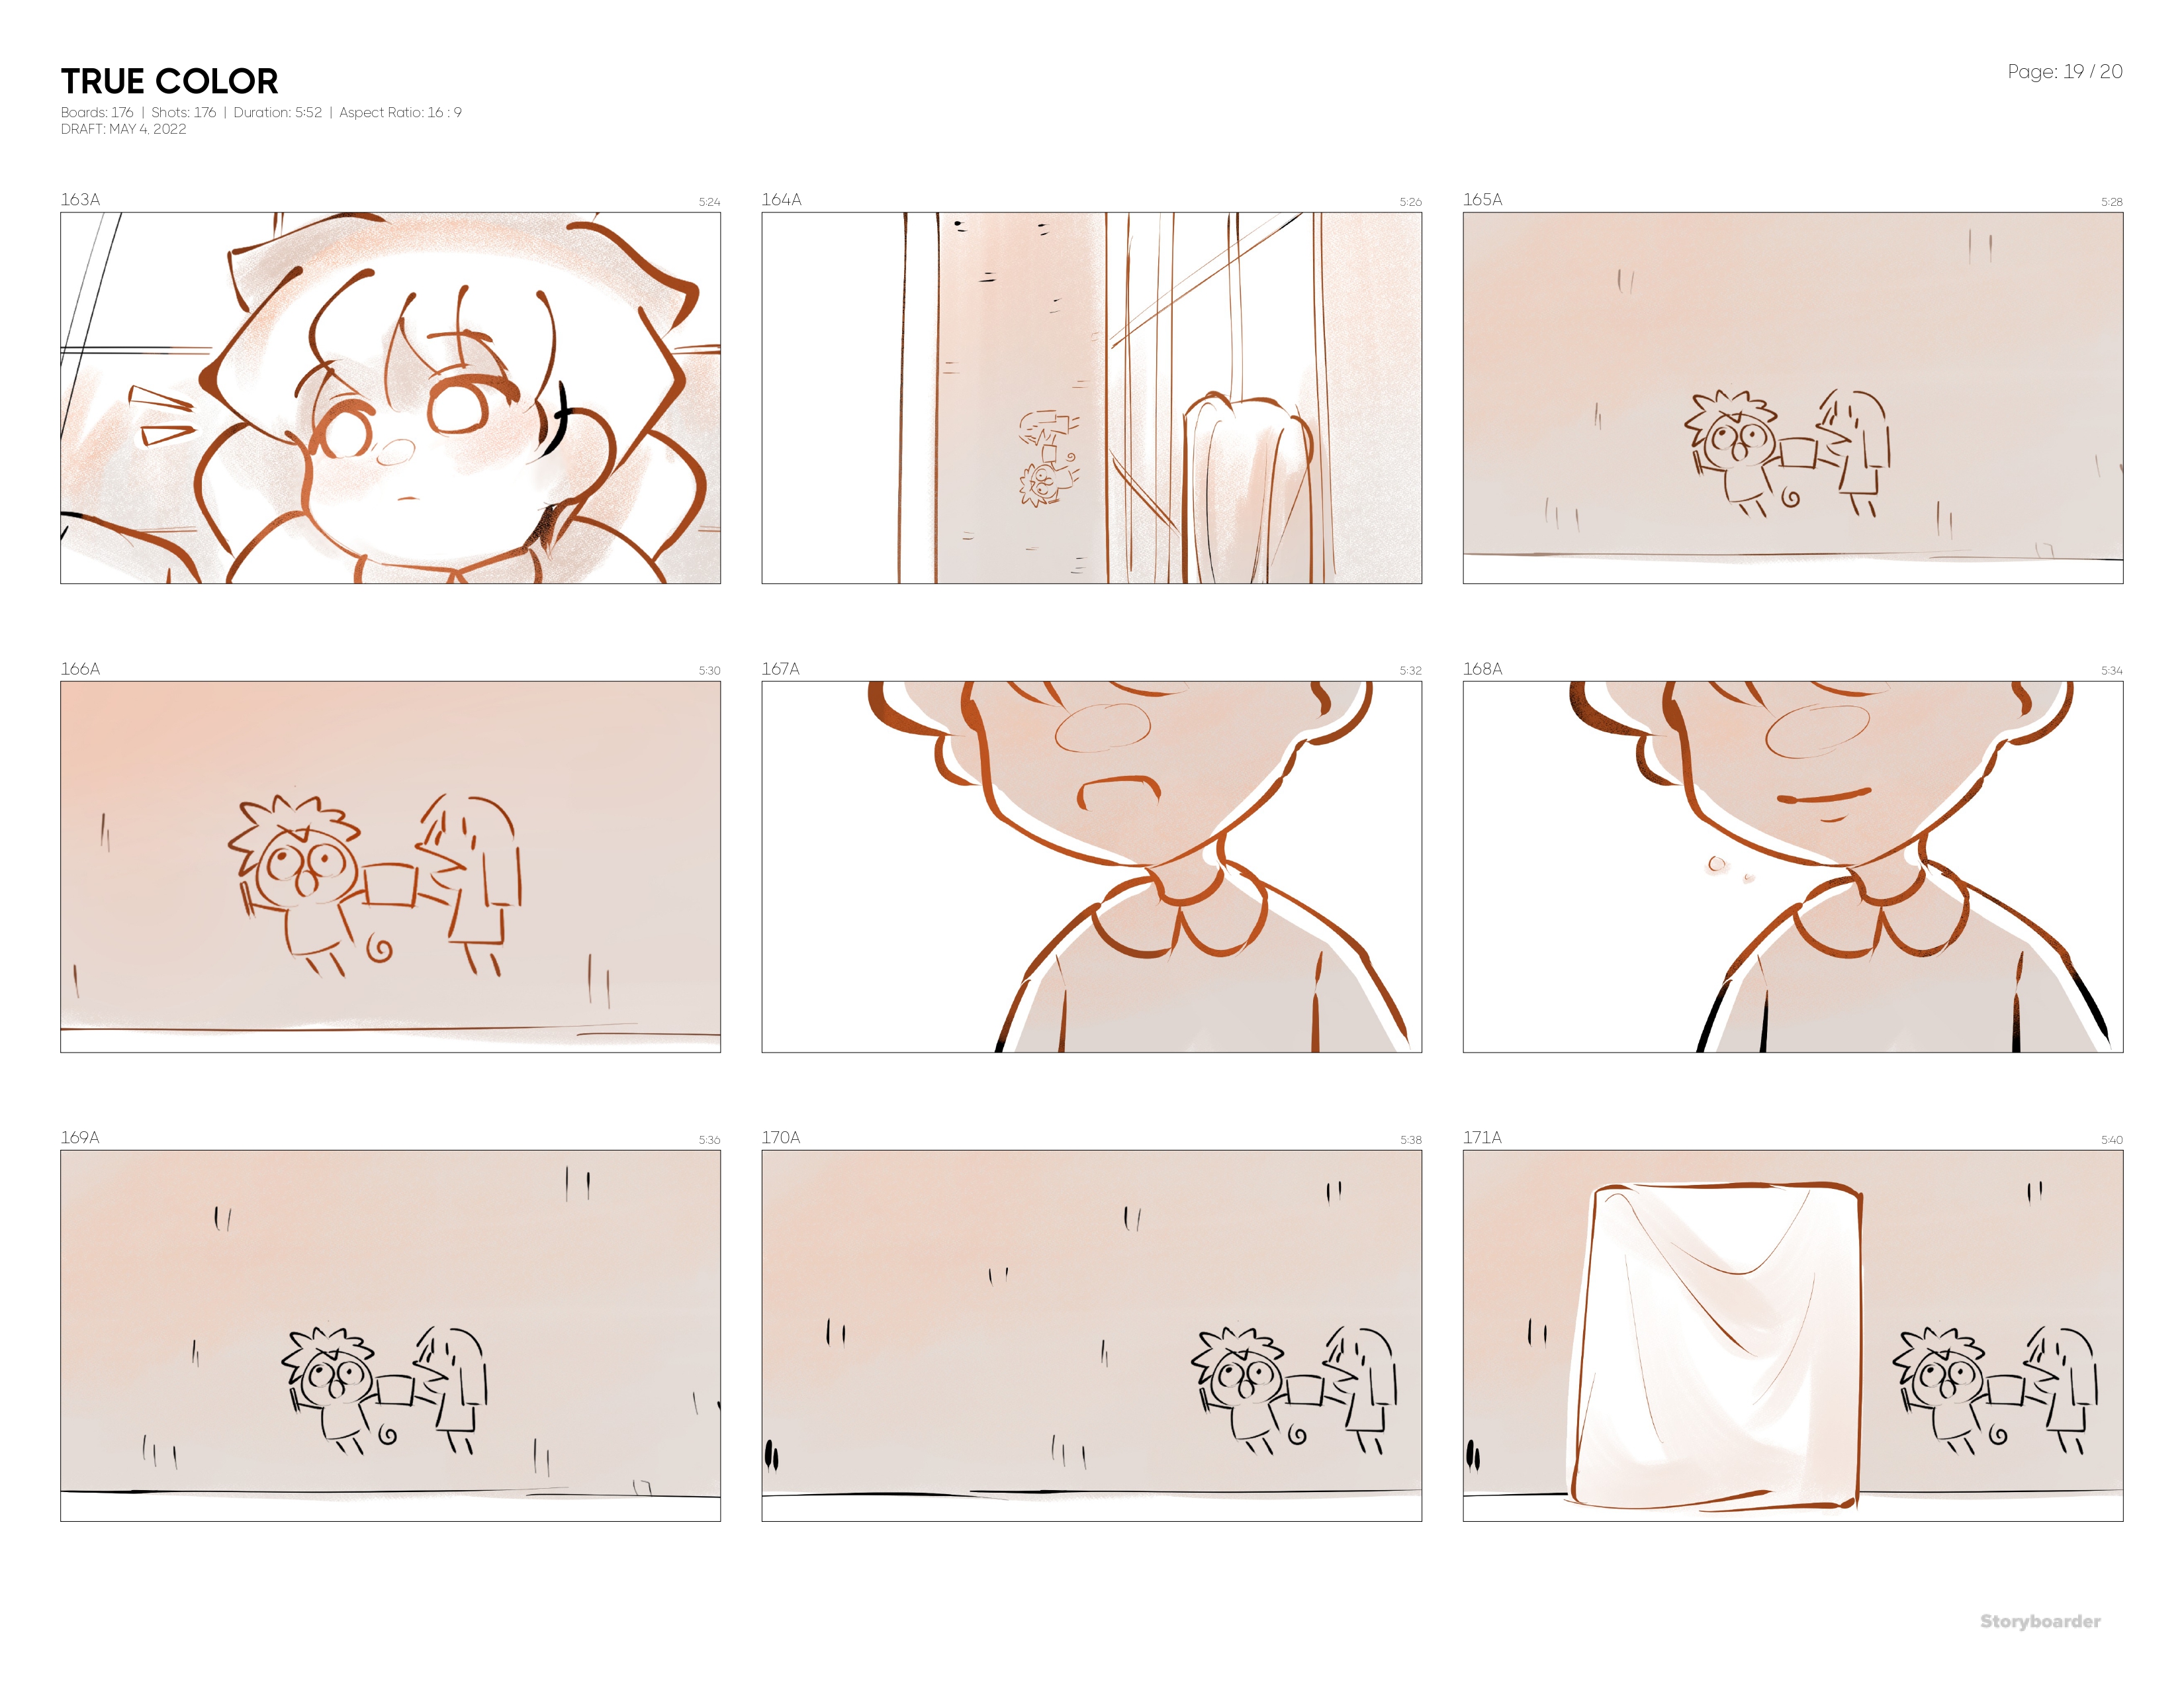 TRUE COLOR
Page: 19 / 20
Boards: 176 | Shots: 176 | Duration: 5:52 | Aspect Ratio: 16 : 9
DRAFT: MAY 4, 2022
163A 5:24
164A 5:26
165A 5:28
166A 5:30
167A 5:32
168A 5:34
169A 5:36
170A 5:38
171A 5:40
Storyboarder